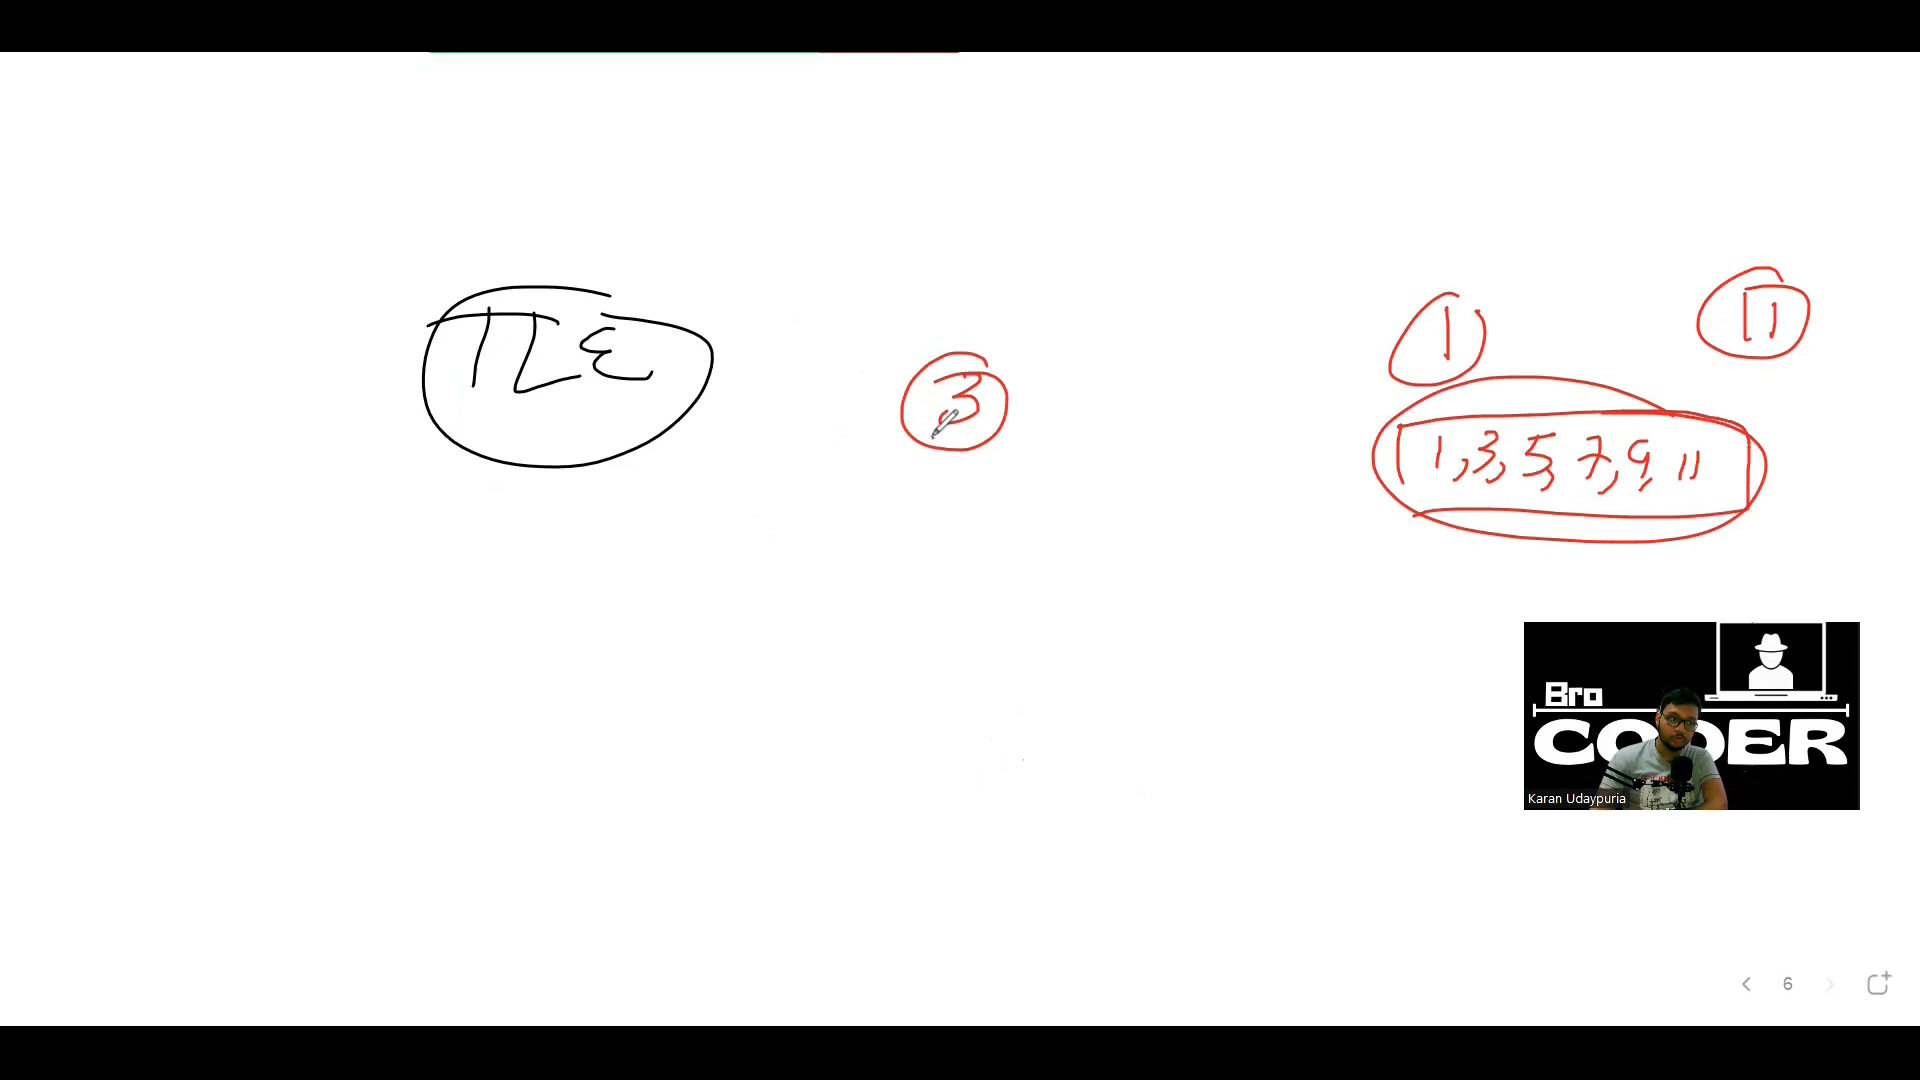 TLE
3
1
11
1,3,5,7,9,11
Bro
CODER
Karan Udaypuria
6